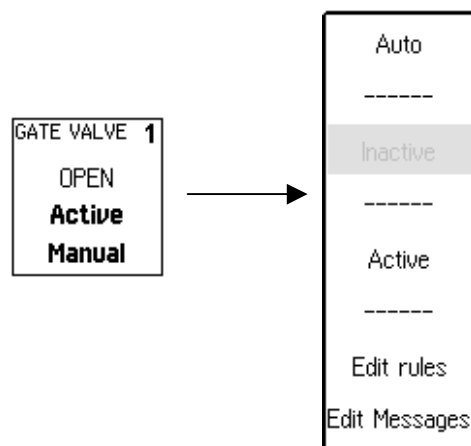 GATE VALVE 1
OPEN
Active
Manual
Auto
------
Inactive
------
Active
------
Edit rules
Edit Messages